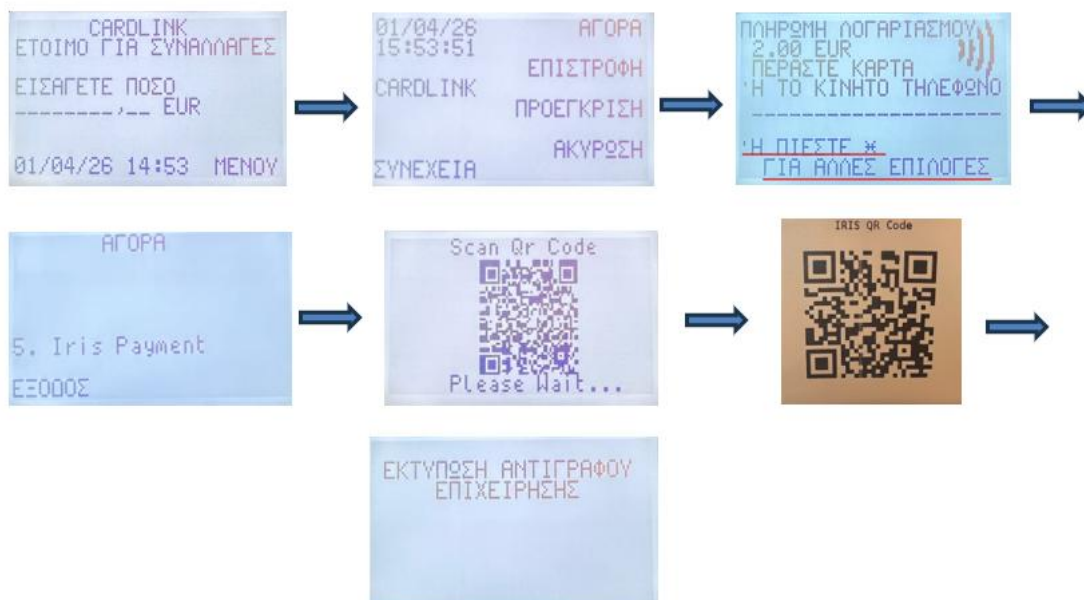 CARDLINK
ΕΤΟΙΜΟ ΓΙΑ ΣΥΝΑΛΛΑΓΕΣ
ΕΙΣΑΓΕΤΕ ΠΟΣΟ
________,__ EUR
01/04/26 14:53 ΜΕΝΟΥ
01/04/26 ΑΓΟΡΑ
15:53:51
ΕΠΙΣΤΡΟΦΗ
CARDLINK
ΠΡΟΕΓΚΡΙΣΗ
ΑΚΥΡΩΣΗ
ΣΥΝΕΧΕΙΑ
ΠΛΗΡΩΜΗ ΛΟΓΑΡΙΑΣΜΟΥ
2.00 EUR
ΠΕΡΑΣΤΕ ΚΑΡΤΑ
'Η ΤΟ ΚΙΝΗΤΟ ΤΗΛΕΦΩΝΟ
--------------------
'Η ΠΙΕΣΤΕ *
ΓΙΑ ΑΛΛΕΣ ΕΠΙΛΟΓΕΣ
ΑΓΟΡΑ
5. Iris Payment
ΕΞΟΔΟΣ
Scan Qr Code
Please Wait...
IRIS QR Code
ΕΚΤΥΠΩΣΗ ΑΝΤΙΓΡΑΦΟΥ
ΕΠΙΧΕΙΡΗΣΗΣ